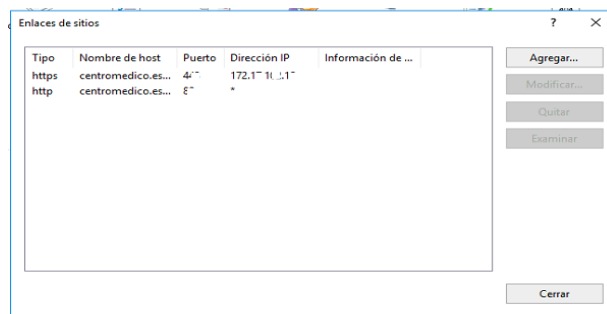 Enlaces de sitios ? ×
Tipo Nombre de host Puerto Dirección IP Información de ... Agregar...
https centromedico.es...
http centromedico.es... *
Modificar...
Quitar
Examinar
Cerrar